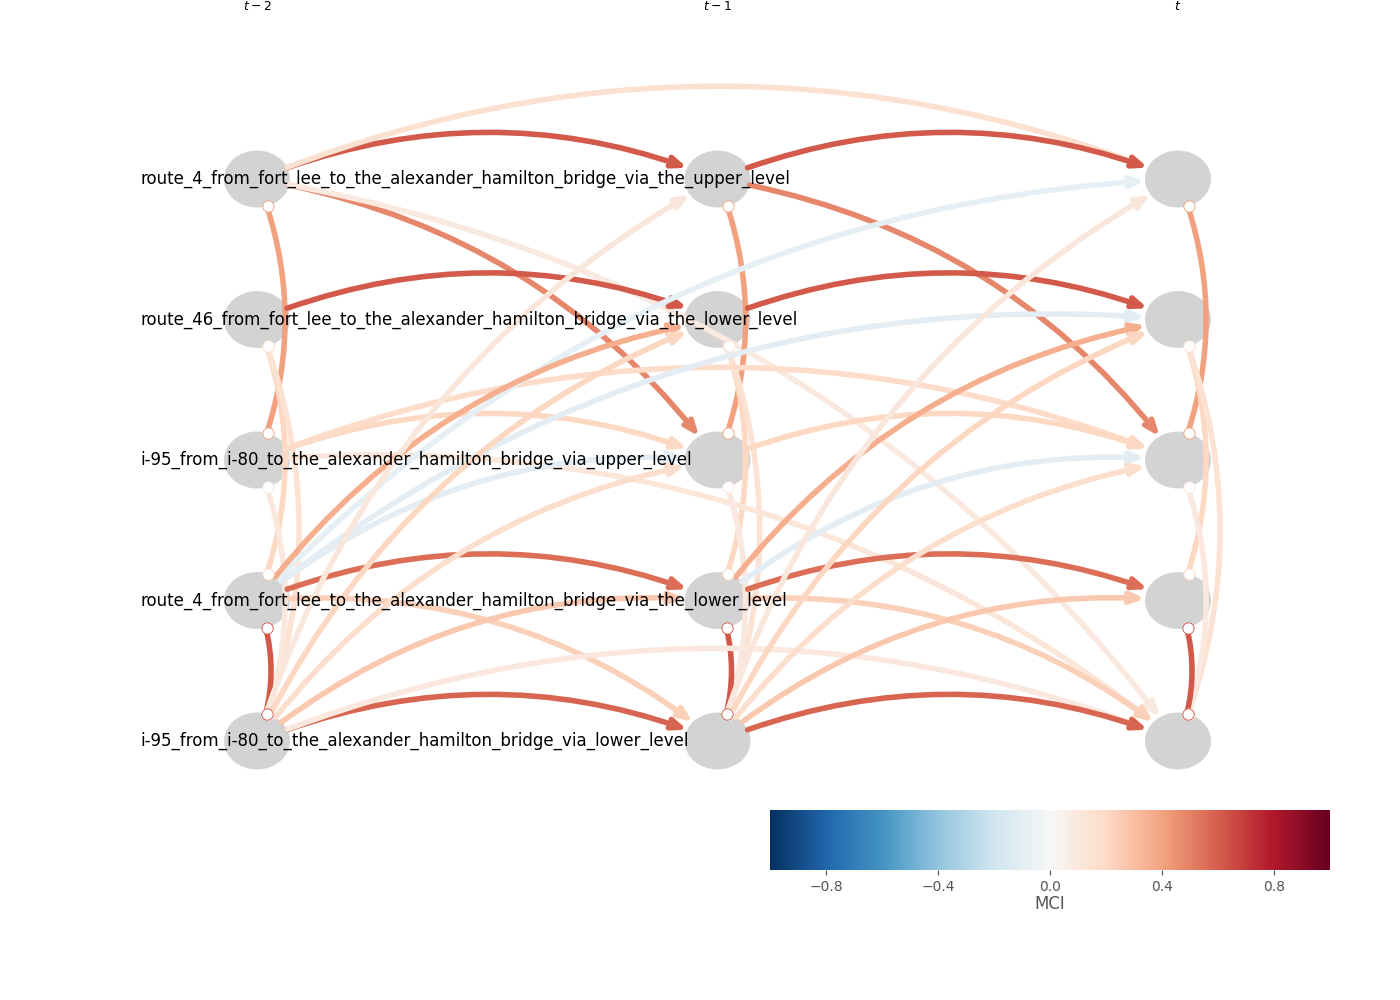 t − 2 t − 1 t
route_4_from_fort_lee_to_the_alexander_hamilton_bridge_via_the_upper_level
route_46_from_fort_lee_to_the_alexander_hamilton_bridge_via_the_lower_level
i-95_from_i-80_to_the_alexander_hamilton_bridge_via_upper_level
route_4_from_fort_lee_to_the_alexander_hamilton_bridge_via_the_lower_level
i-95_from_i-80_to_the_alexander_hamilton_bridge_via_lower_level
−0.8 −0.4 0.0 0.4 0.8
MCI